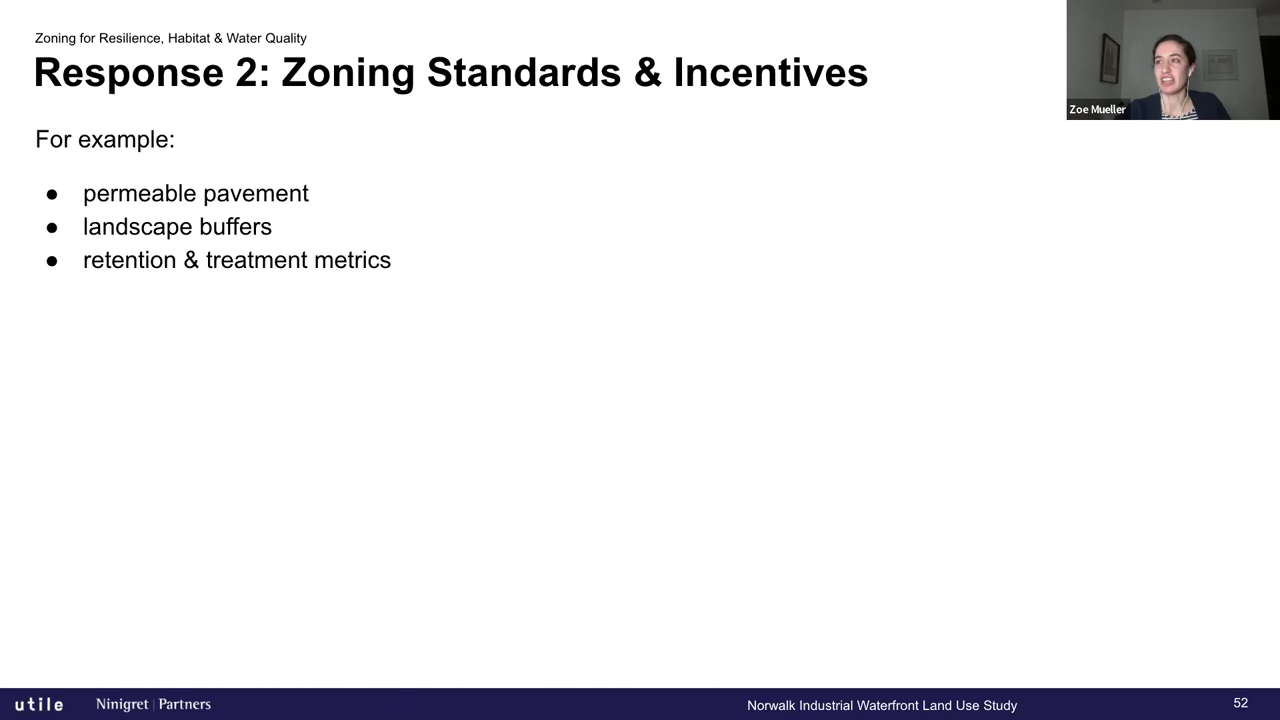 Zoning for Resilience, Habitat & Water Quality
Response 2: Zoning Standards & Incentives
Zoe Mueller
For example:
● permeable pavement
● landscape buffers
● retention & treatment metrics
utile
Ninigret | Partners
Norwalk Industrial Waterfront Land Use Study
52